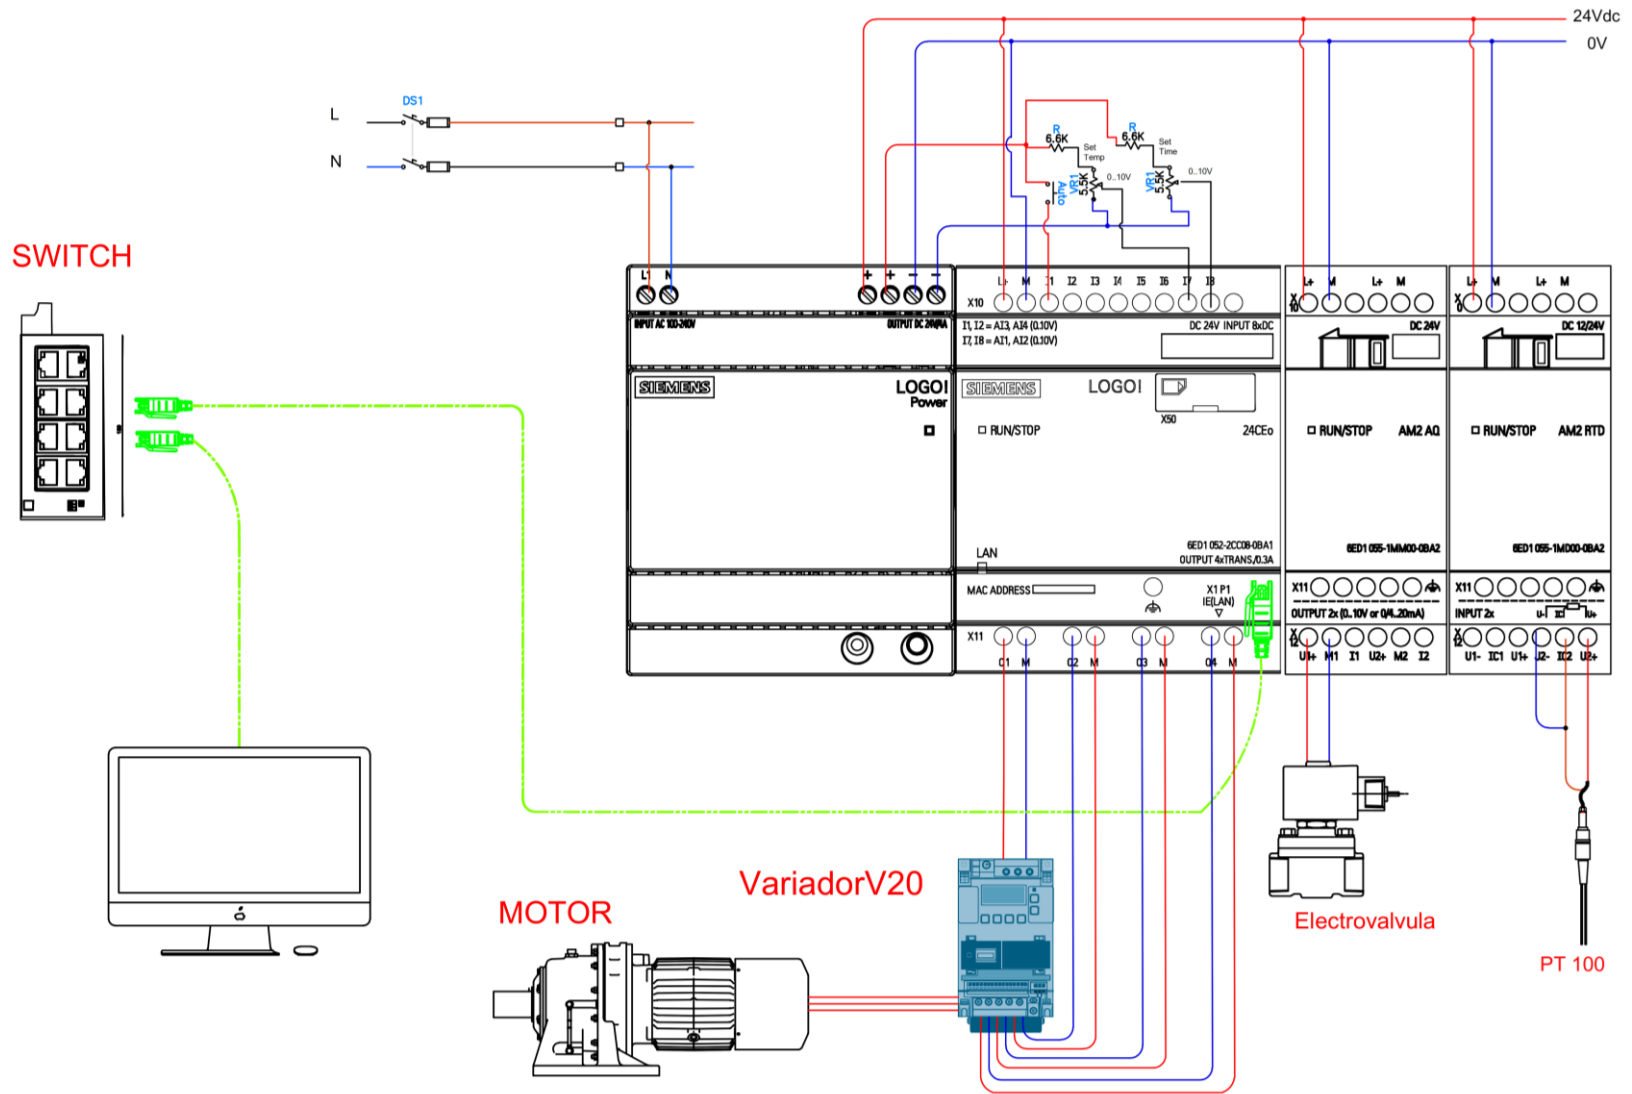 24Vdc
0V
L
DS1
N
R
6.6K
Set
Temp
VR1
5.5K
0..10V
Auto
R
6.6K
Set
Time
VR1
5.5K
0..10V
SWITCH
L1 N
+ + − −
INPUT AC 100-240V
OUTPUT DC 24V/4A
SIEMENS
LOGO!
Power
X10
L+ M I1 I2 I3 I4 I5 I6 I7 I8
I1, I2 = AI3, AI4 (0.10V)
I7, I8 = AI1, AI2 (0.10V)
DC 24V INPUT 8xDC
SIEMENS
LOGO!
X50
RUN/STOP
24CEo
LAN
6ED1 052-2CC08-0BA1
OUTPUT 4xTRANS./0.3A
MAC ADDRESS
X1 P1
IE(LAN)
X11
Q1 M Q2 M Q3 M Q4 M
L+ M L+ M
X
10
DC 24V
RUN/STOP
AM2 AQ
6ED1 055-1MM00-0BA2
X11
OUTPUT 2x (0..10V or 0/4..20mA)
X
12
U1+ M1 I1 U2+ M2 I2
L+ M L+ M
DC 12/24V
RUN/STOP
AM2 RTD
6ED1 055-1MD00-0BA2
X11
INPUT 2x
U- IC U+
X
12
U1- IC1 U1+ U2- IC2 U2+
VariadorV20
MOTOR
Electrovalvula
PT 100